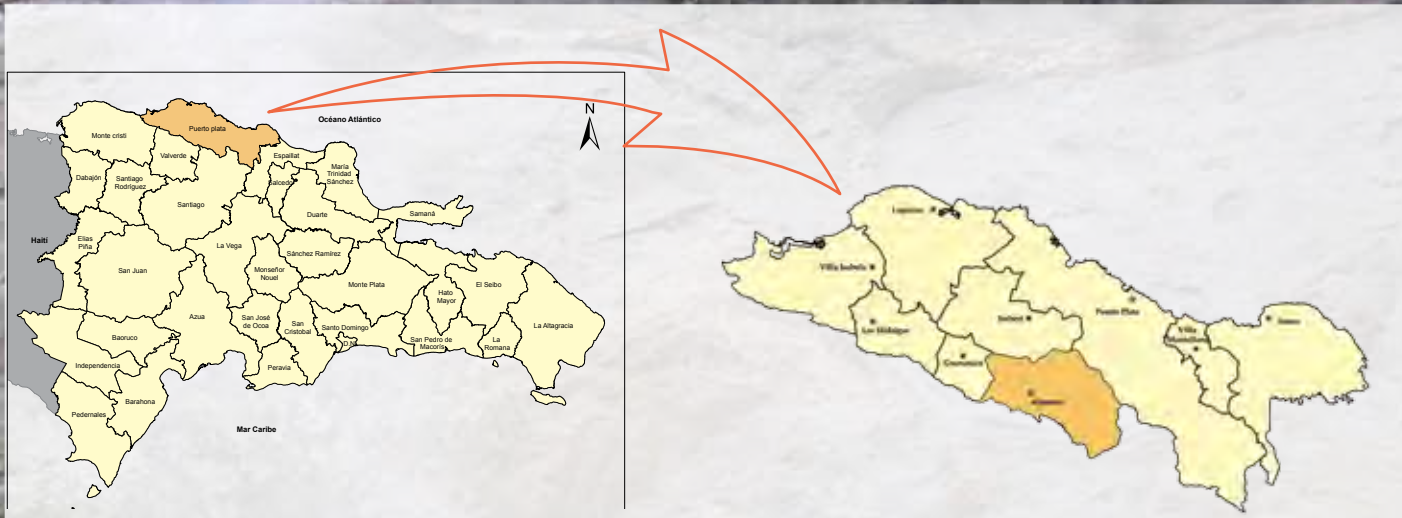 Océano Atlántico
N
Puerto plata
Monte cristi
Valverde
Espaillat
María
Trinidad
Sánchez
Dabajón
Santiago
Rodríguez
Salcedo
Santiago
Duarte
Samaná
Haití
Elias
Piña
La Vega
Sánchez Ramírez
San Juan
Monseñor
Nouel
Monte Plata
Hato
Mayor
El Seibo
Azua
San José
de Ocoa
San
Cristobal
Santo Domingo
D.N.
San Pedro de
Macorís
La
Romana
La Altagracia
Baoruco
Independencia
Peravia
Barahona
Pedernales
Mar Caribe
Luperon
Villa Isabela
Los Hidalgos
Imbert
Puerto Plata
Villa
Sosua
Guananico